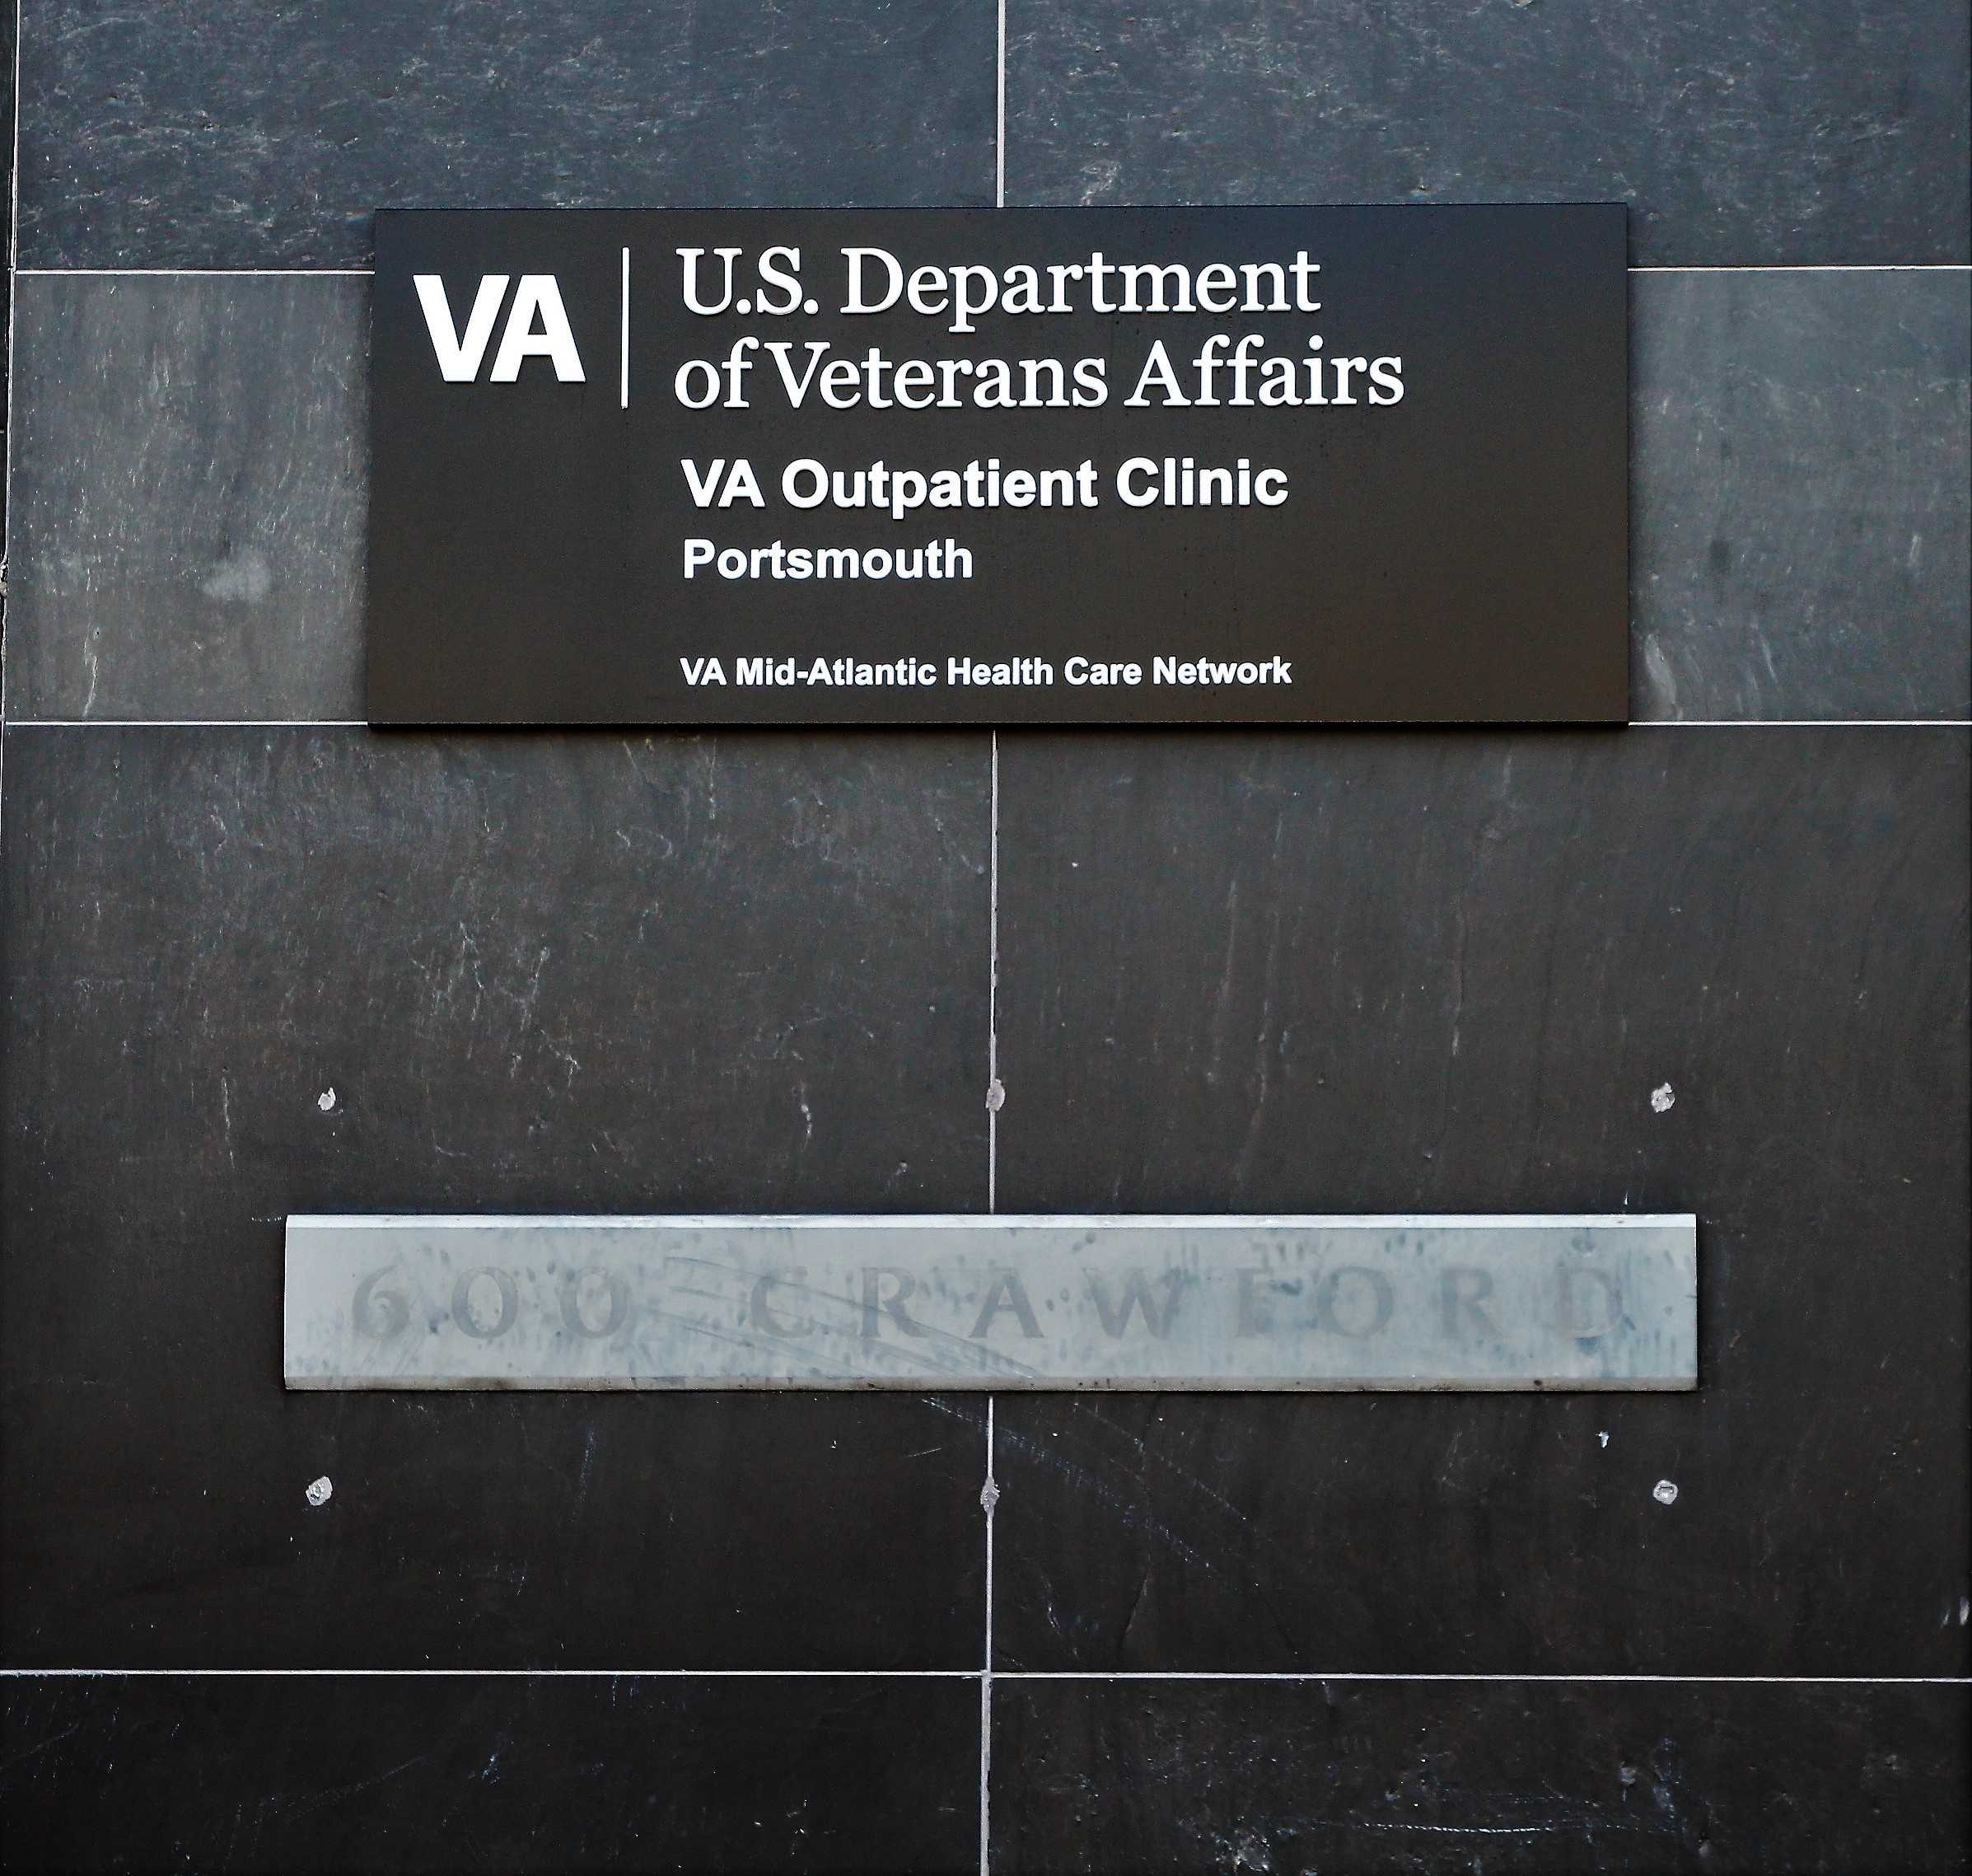 VA
U.S. Department
of Veterans Affairs
VA Outpatient Clinic
Portsmouth
VA Mid-Atlantic Health Care Network
600 CRAWFORD